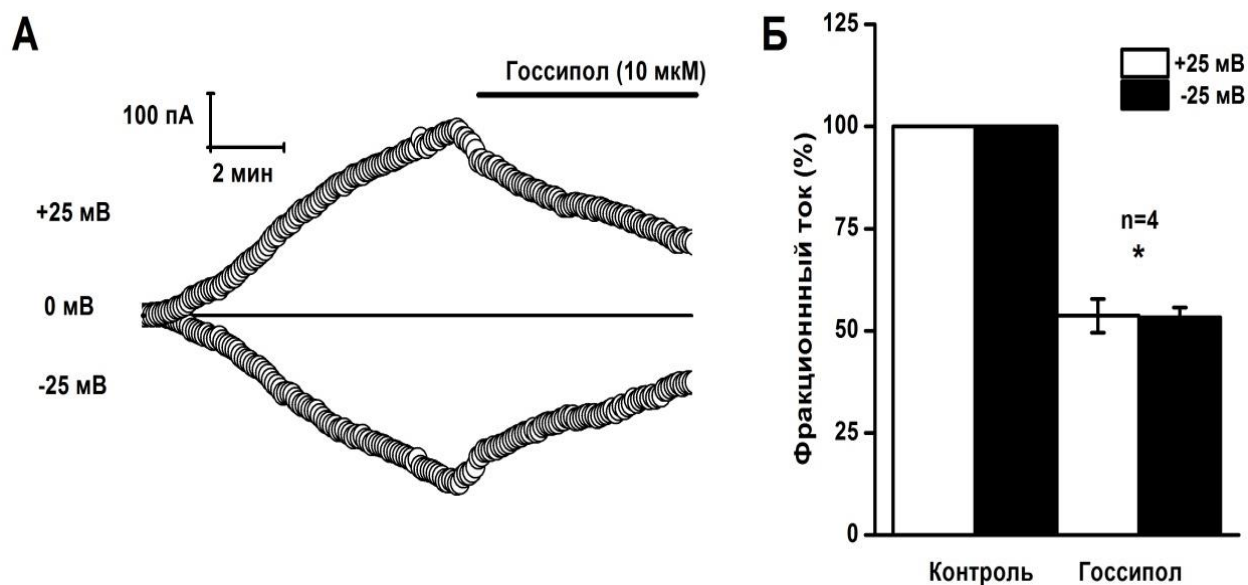 А
Госсипол (10 мкМ)
100 пА
2 мин
+25 мВ
0 мВ
-25 мВ
Б
Фракционнный ток (%)
125
100
75
50
25
0
+25 мВ
-25 мВ
n=4
*
Контроль
Госсипол